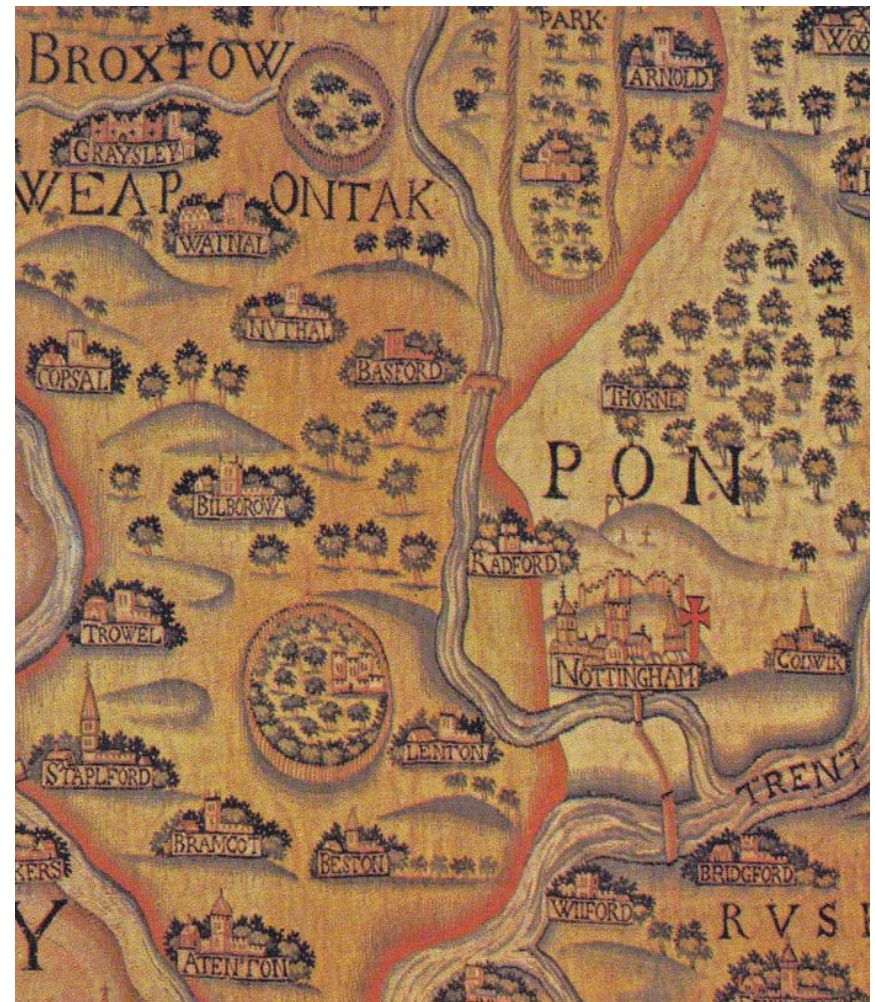 PARK
BROXTOW
ARNOLD
GRAYSLEY
WEAP ONTAK
WATNAL
NVTHAL
COPSAL
BASFORD
THORNE
PON
BILBOROW
RADFORD
TROWEL
NOTTINGHAM
COLWIK
LENTON
STAPLFORD
TRENT
BRAMCOT
BESTON
BRIDGFORD
WILFORD
ATENTON